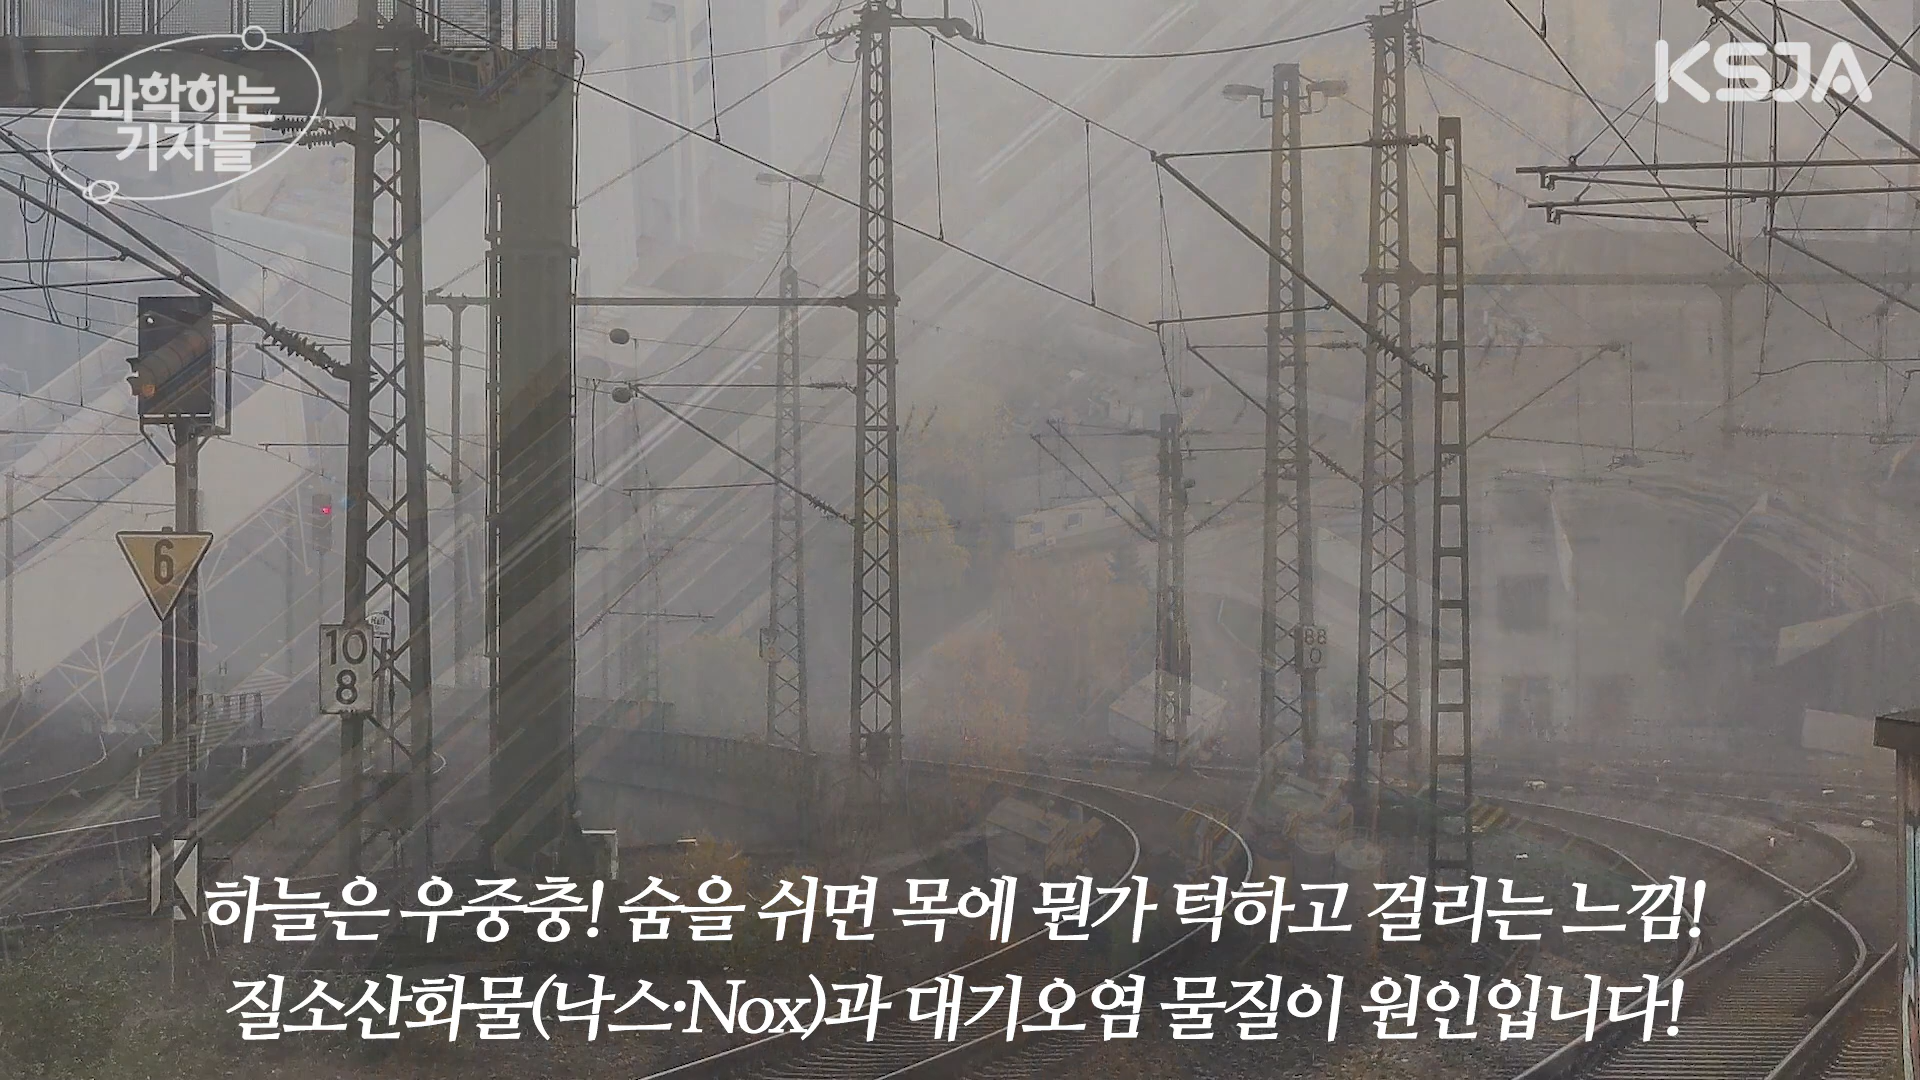 과학하는
기자들
KSJA
6
10
8
Halt
88
0
하늘은 우중충! 숨을 쉬면 목에 뭔가 턱하고 걸리는 느낌!
질소산화물(낙스·Nox)과 대기오염 물질이 원인입니다!